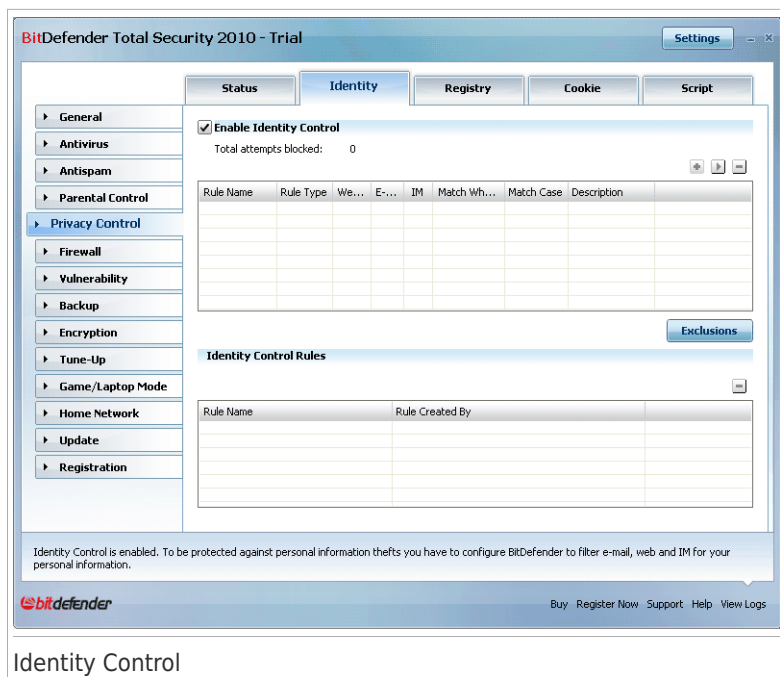 BitDefender Total Security 2010 - Trial
Settings
Status Identity Registry Cookie Script
General
Antivirus
Antispam
Parental Control
Privacy Control
Firewall
Vulnerability
Backup
Encryption
Tune-Up
Game/Laptop Mode
Home Network
Update
Registration
Enable Identity Control
Total attempts blocked: 0
Rule Name Rule Type We... E-... IM Match Wh... Match Case Description
Exclusions
Identity Control Rules
Rule Name Rule Created By
Identity Control is enabled. To be protected against personal information thefts you have to configure BitDefender to filter e-mail, web and IM for your
personal information.
bitdefender
Buy Register Now Support Help View Logs
Identity Control